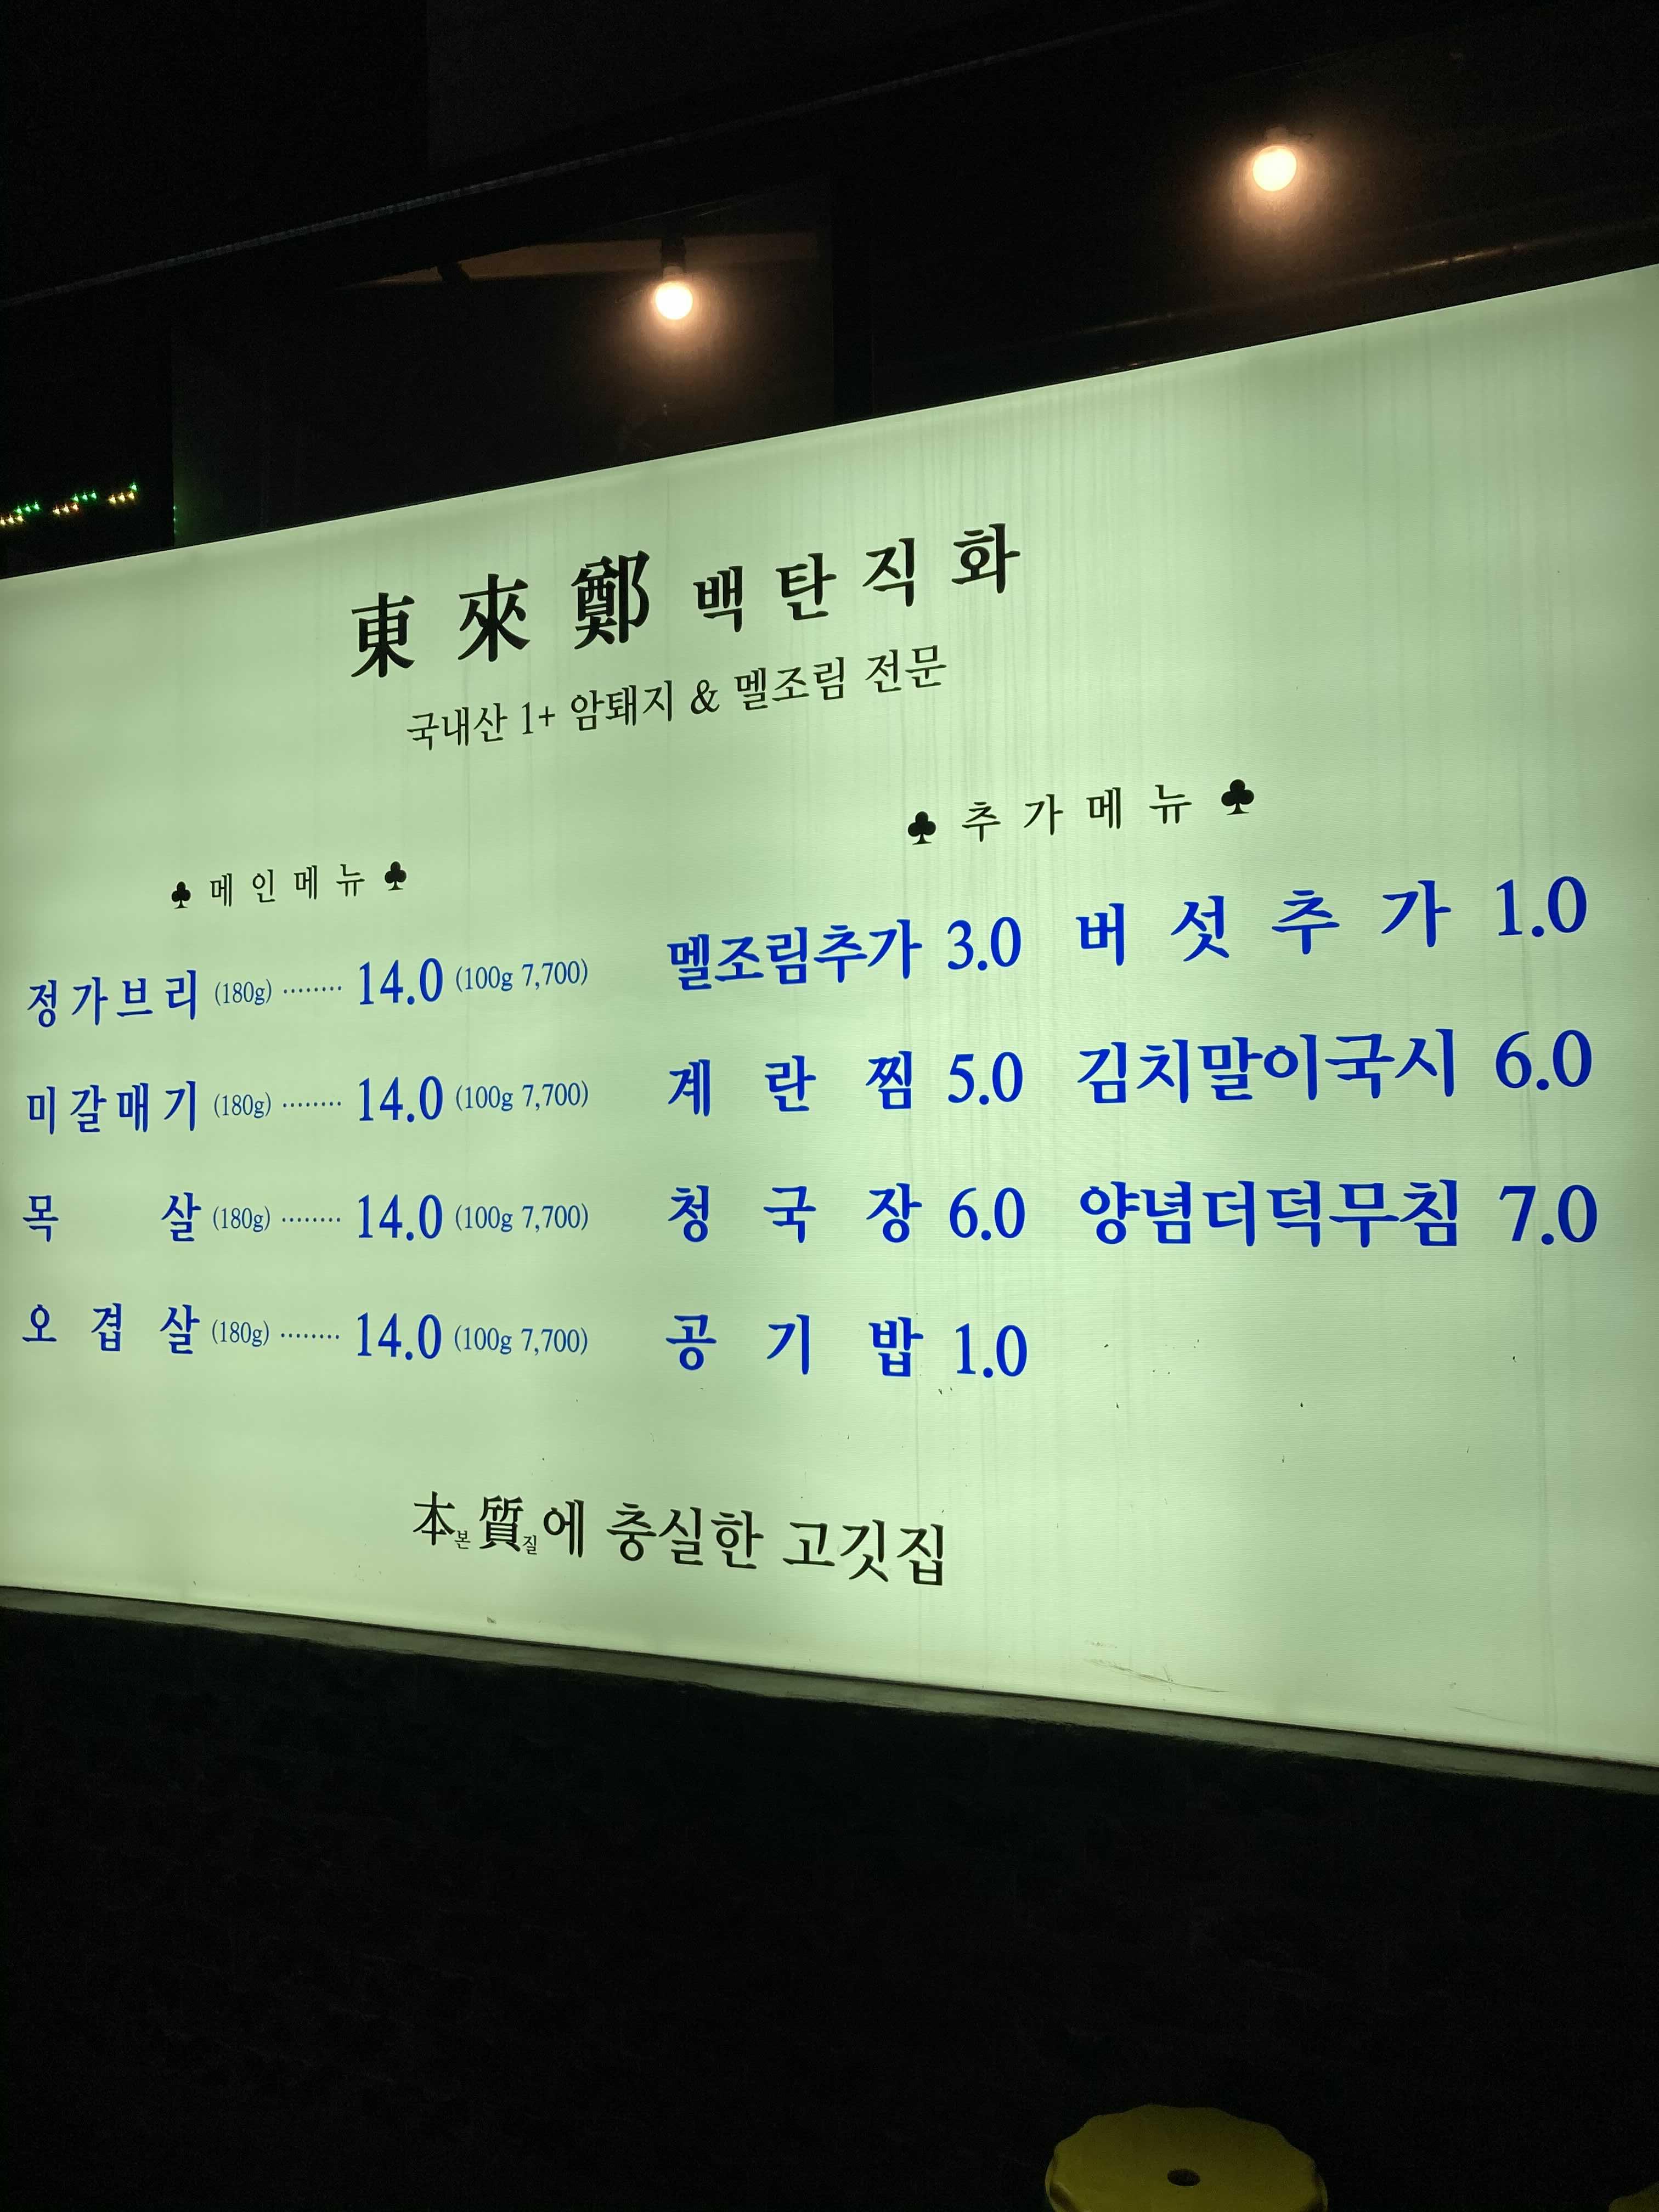 東來鄭 백탄직화
국내산 1+ 암퇘지 & 멜조림 전문
♣ 메인메뉴 ♣
정가브리 (180g) ········ 14.0 (100g 7,700)
미갈매기 (180g) ········ 14.0 (100g 7,700)
목살 (180g) ········ 14.0 (100g 7,700)
오겹살 (180g) ········ 14.0 (100g 7,700)
♣ 추가메뉴 ♣
멜조림추가 3.0
계란찜 5.0
청국장 6.0
공기밥 1.0
버섯추가 1.0
김치말이국시 6.0
양념더덕무침 7.0
本본質질에 충실한 고깃집